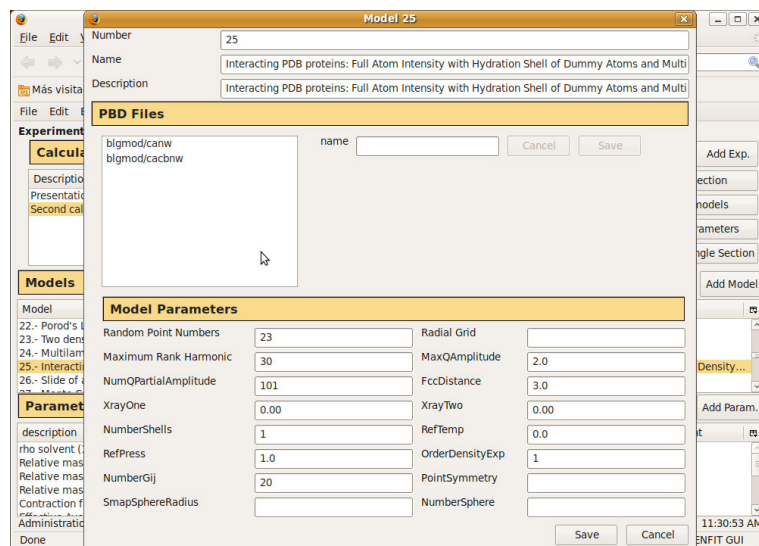 Model 25
File Edit
Number 25
Name Interacting PDB proteins: Full Atom Intensity with Hydration Shell of Dummy Atoms and Multi
Description Interacting PDB proteins: Full Atom Intensity with Hydration Shell of Dummy Atoms and Multi
Más visita
File Edit
PBD Files
Experiment
blgmod/canw
blgmod/cacbnw
name
Cancel Save
Add Exp.
Calcula
Descriptio
ection
Presentatio
Second cal
models
rameters
ngle Section
Models
Add Model
Model Parameters
Model
22.- Porod's L
23.- Two dens
24.- Multilam
25.- Interacti
Density...
26.- Slide of a
Random Point Numbers 23 Radial Grid
Maximum Rank Harmonic 30 MaxQAmplitude 2.0
NumQPartialAmplitude 101 FccDistance 3.0
XrayOne 0.00 XrayTwo 0.00
Paramet
Add Param.
NumberShells 1 RefTemp 0.0
description
rho solvent (
Relative mas
Relative mas
Relative mas
Contraction f
RefPress 1.0 OrderDensityExp 1
NumberGij 20 PointSymmetry
SmapSphereRadius NumberSphere
Administratio
11:30:53 AM
Save Cancel
Done
ENFIT GUI